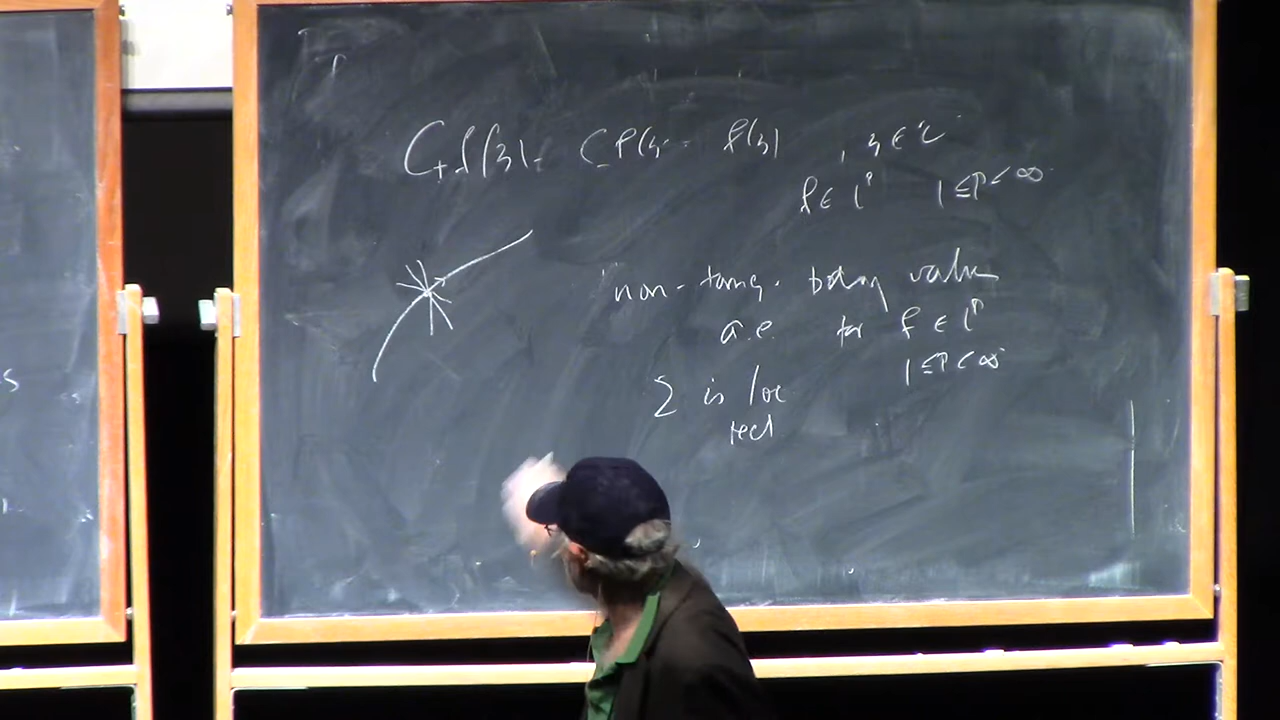 C₊f(z) - C₋f(z) = f(z) , z ∈ Σ
f ∈ L^p 1 ≤ p < ∞
non-tang. bdry values
a.e. for f ∈ L^p
1 ≤ p < ∞
Σ is loc
rect
s